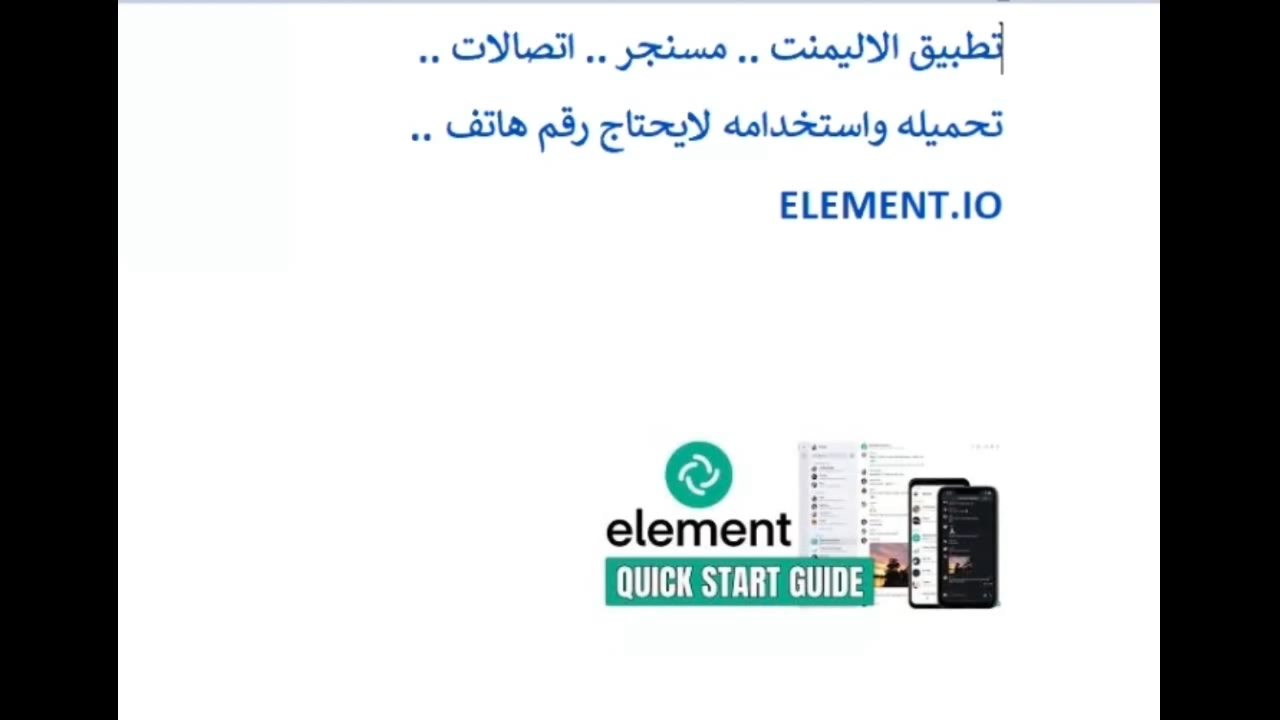 تطبيق الاليمنت .. مسنجر .. اتصالات ..
تحميله واستخدامه لايحتاج رقم هاتف ..
ELEMENT.IO
element
QUICK START GUIDE